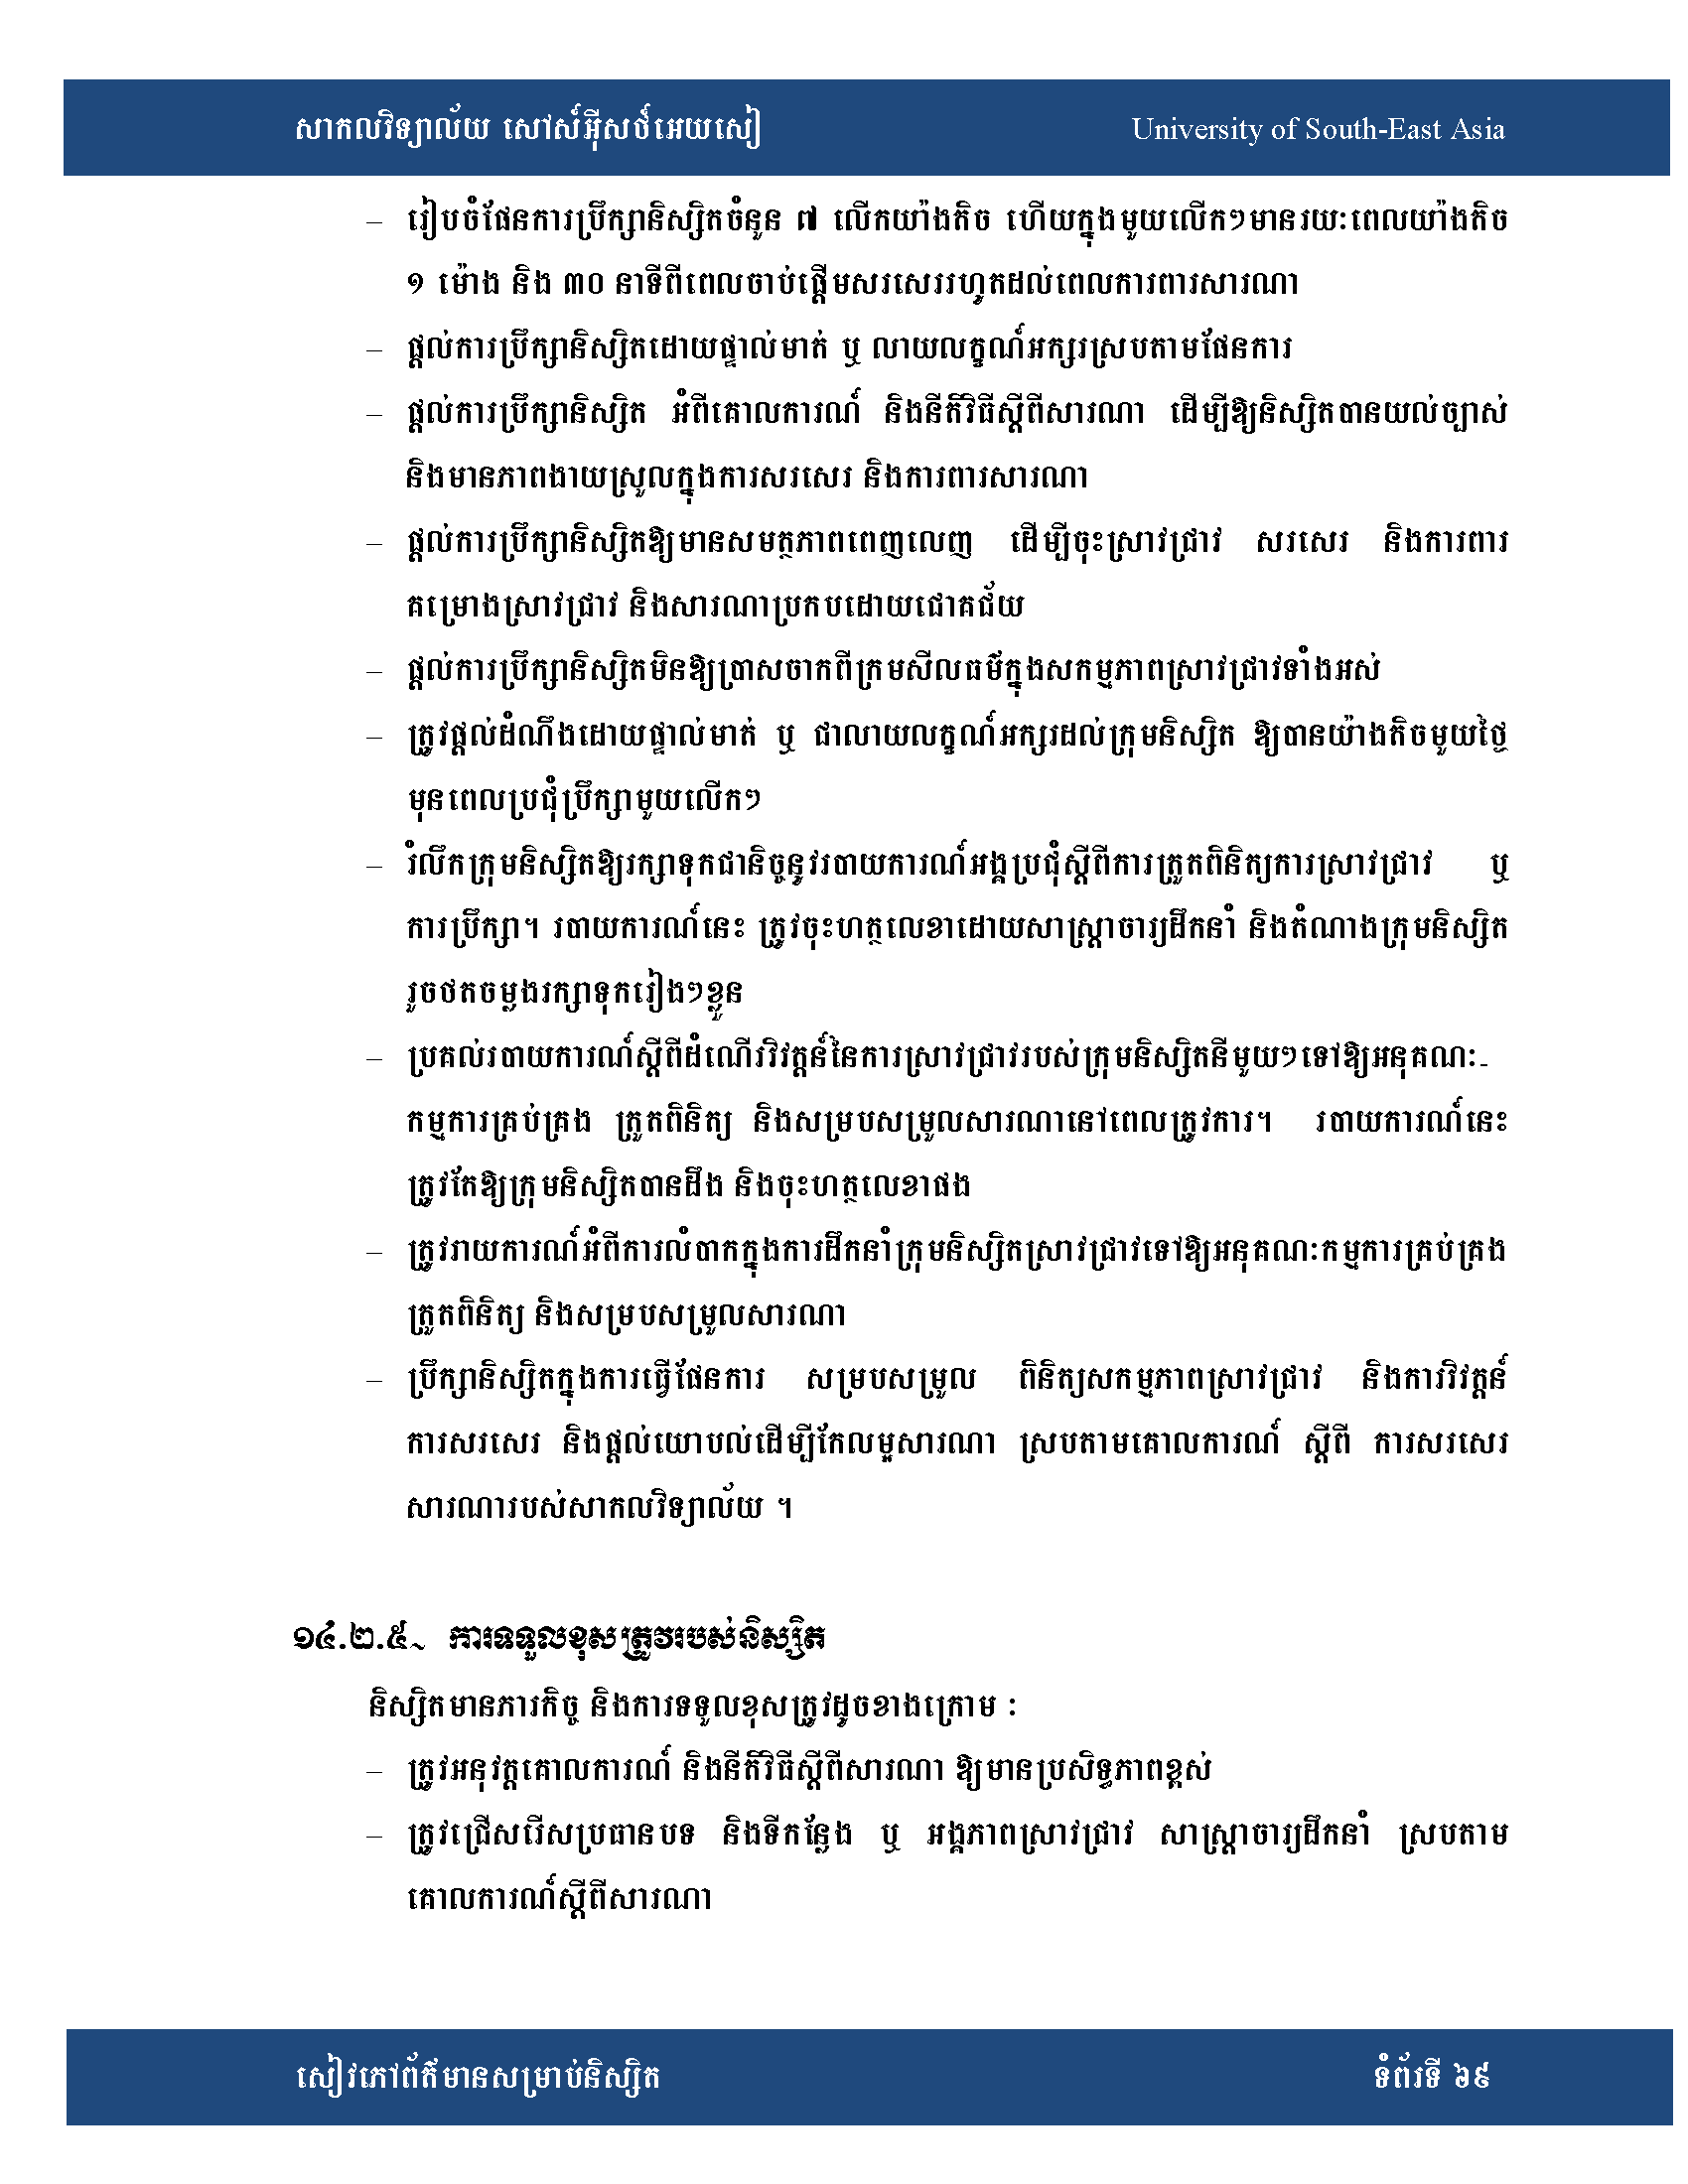 សាកលវិទ្យាល័យ សៅស៍អ៊ីសថ៍អេយសៀ University of South-East Asia
– រៀបចំផែនការប្រឹក្សានិស្សិតចំនួន ៧ លើកយ៉ាងតិច ហើយក្នុងមួយលើកៗមានរយៈពេលយ៉ាងតិច
១ ម៉ោង និង ៣០ នាទីពីពេលចាប់ផ្ដើមសរសេររហូតដល់ពេលការពារសារណា
– ផ្ដល់ការប្រឹក្សានិស្សិតដោយផ្ទាល់មាត់ ឬ លាយលក្ខណ៍អក្សរស្របតាមផែនការ
– ផ្ដល់ការប្រឹក្សានិស្សិត អំពីគោលការណ៍ និងនីតិវិធីស្ដីពីសារណា ដើម្បីឱ្យនិស្សិតបានយល់ច្បាស់
និងមានភាពងាយស្រួលក្នុងការសរសេរ និងការពារសារណា
– ផ្ដល់ការប្រឹក្សានិស្សិតឱ្យមានសមត្ថភាពពេញលេញ ដើម្បីចុះស្រាវជ្រាវ សរសេរ និងការពារ
គម្រោងស្រាវជ្រាវ និងសារណាប្រកបដោយជោគជ័យ
– ផ្ដល់ការប្រឹក្សានិស្សិតមិនឱ្យប្រាសចាកពីក្រមសីលធម៌ក្នុងសកម្មភាពស្រាវជ្រាវទាំងអស់
– ត្រូវផ្ដល់ដំណឹងដោយផ្ទាល់មាត់ ឬ ជាលាយលក្ខណ៍អក្សរដល់ក្រុមនិស្សិត ឱ្យបានយ៉ាងតិចមួយថ្ងៃ
មុនពេលប្រជុំប្រឹក្សាមួយលើកៗ
– រំលឹកក្រុមនិស្សិតឱ្យរក្សាទុកជានិច្ចនូវរបាយការណ៍អង្គប្រជុំស្ដីពីការត្រួតពិនិត្យការស្រាវជ្រាវ ឬ
ការប្រឹក្សា។ របាយការណ៍នេះ ត្រូវចុះហត្ថលេខាដោយសាស្ត្រាចារ្យដឹកនាំ និងតំណាងក្រុមនិស្សិត
រួចថតចម្លងរក្សាទុករៀងៗខ្លួន
– ប្រគល់របាយការណ៍ស្ដីពីដំណើរវិវត្តន៍នៃការស្រាវជ្រាវរបស់ក្រុមនិស្សិតនីមួយៗទៅឱ្យអនុគណៈ-
កម្មការគ្រប់គ្រង ត្រួតពិនិត្យ និងសម្របសម្រួលសារណានៅពេលត្រូវការ។ របាយការណ៍នេះ
ត្រូវតែឱ្យក្រុមនិស្សិតបានដឹង និងចុះហត្ថលេខាផង
– ត្រូវរាយការណ៍អំពីការលំបាកក្នុងការដឹកនាំក្រុមនិស្សិតស្រាវជ្រាវទៅឱ្យអនុគណៈកម្មការគ្រប់គ្រង
ត្រួតពិនិត្យ និងសម្របសម្រួលសារណា
– ប្រឹក្សានិស្សិតក្នុងការធ្វើផែនការ សម្របសម្រួល ពិនិត្យសកម្មភាពស្រាវជ្រាវ និងការវិវត្តន៍
ការសរសេរ និងផ្ដល់យោបល់ដើម្បីកែលម្អសារណា ស្របតាមគោលការណ៍ ស្ដីពី ការសរសេរ
សារណារបស់សាកលវិទ្យាល័យ ។
១៤.២.៥~ ការទទួលខុសត្រូវរបស់និស្សិត
និស្សិតមានភារកិច្ច និងការទទួលខុសត្រូវដូចខាងក្រោម ៈ
– ត្រូវអនុវត្តគោលការណ៍ និងនីតិវិធីស្ដីពីសារណា ឱ្យមានប្រសិទ្ធភាពខ្ពស់
– ត្រូវជ្រើសរើសប្រធានបទ និងទីកន្លែង ឬ អង្គភាពស្រាវជ្រាវ សាស្ត្រាចារ្យដឹកនាំ ស្របតាម
គោលការណ៍ស្ដីពីសារណា
សៀវភៅព័ត៌មានសម្រាប់និស្សិត ទំព័រទី ៦៩